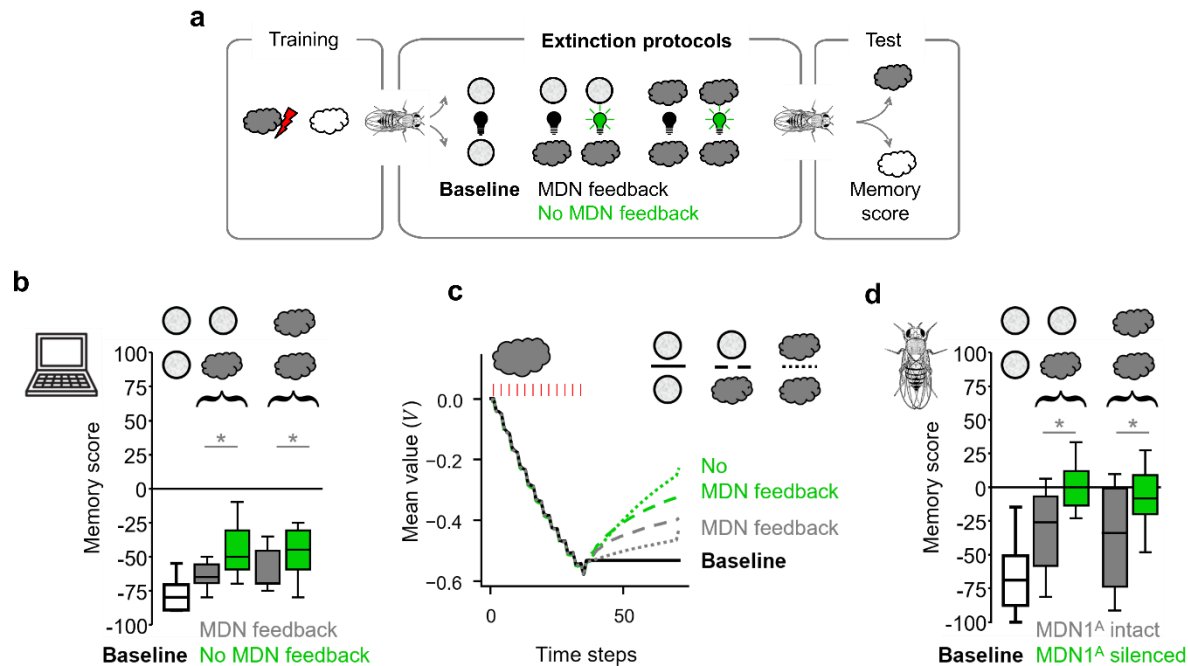 a
Training
Extinction protocols
Test
Baseline
MDN feedback
No MDN feedback
Memory
score
b
Memory score
100
75
50
25
0
-25
-50
-75
-100
*
*
MDN feedback
Baseline
No MDN feedback
c
Mean value (V)
0.0
−0.2
−0.4
−0.6
0
50
Time steps
No
MDN feedback
MDN feedback
Baseline
d
Memory score
100
75
50
25
0
-25
-50
-75
-100
*
*
MDN1ᴬ intact
Baseline
MDN1ᴬ silenced